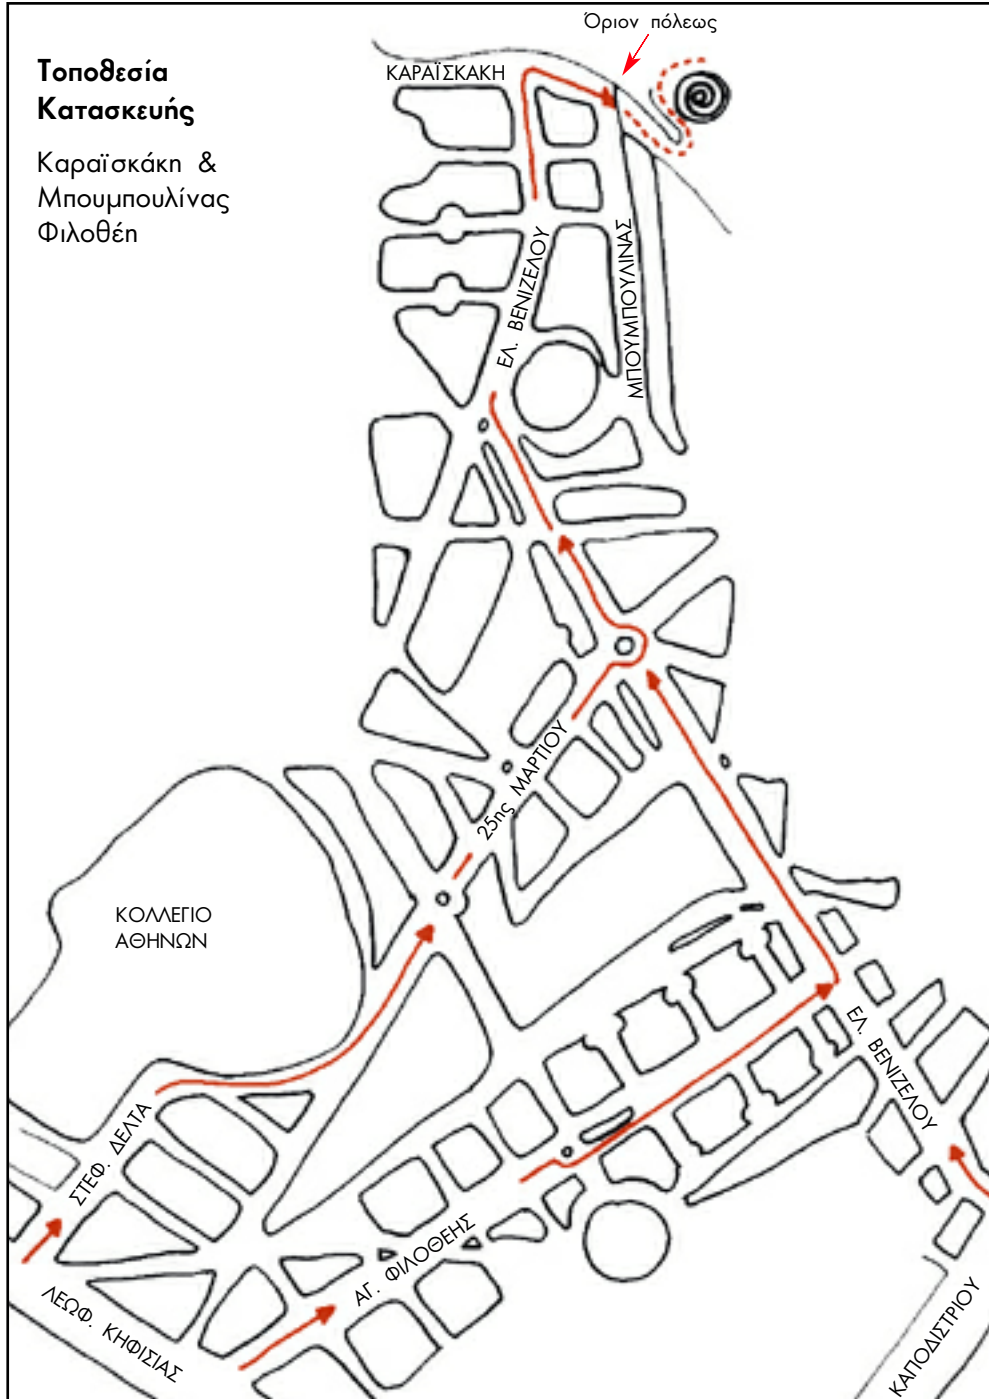 Όριον πόλεως
Τοποθεσία
Κατασκευής
Καραϊσκάκη &
Μπουμπουλίνας
Φιλοθέη
ΚΑΡΑΪΣΚΑΚΗ
ΕΛ. ΒΕΝΙΖΕΛΟΥ
ΜΠΟΥΜΠΟΥΛΙΝΑΣ
25ης ΜΑΡΤΙΟΥ
ΚΟΛΛΕΓΙΟ
ΑΘΗΝΩΝ
ΕΛ. ΒΕΝΙΖΕΛΟΥ
ΣΤΕΦ. ΔΕΛΤΑ
ΑΓ. ΦΙΛΟΘΕΗΣ
ΛΕΩΦ. ΚΗΦΙΣΙΑΣ
ΚΑΠΟΔΙΣΤΡΙΟΥ